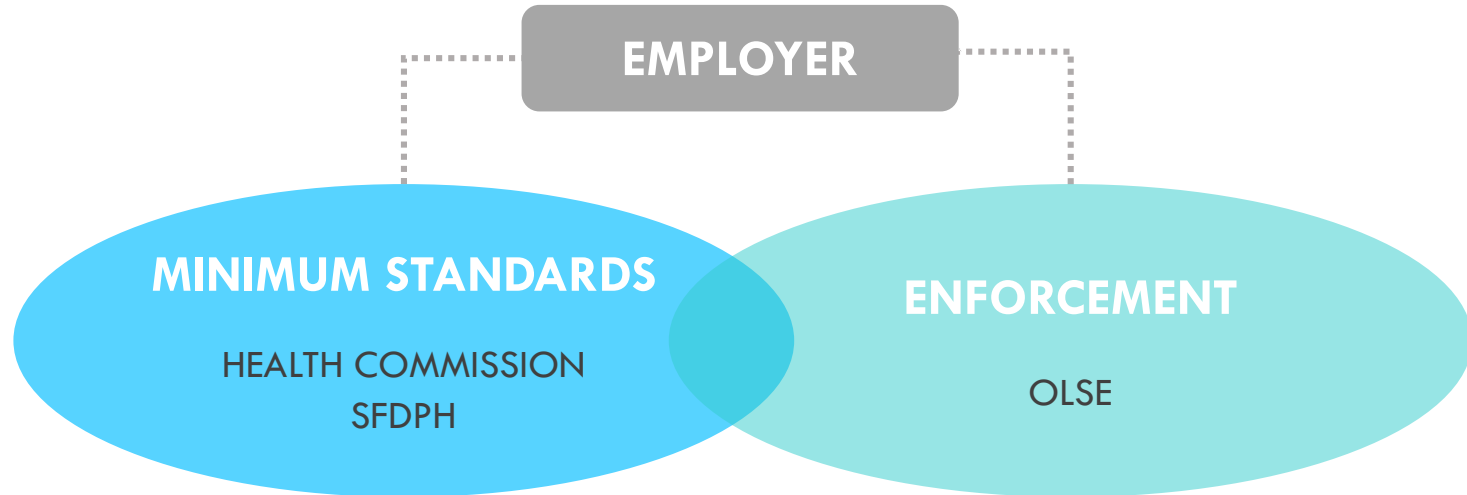 EMPLOYER
MINIMUM STANDARDS
HEALTH COMMISSION
SFDPH
ENFORCEMENT
OLSE